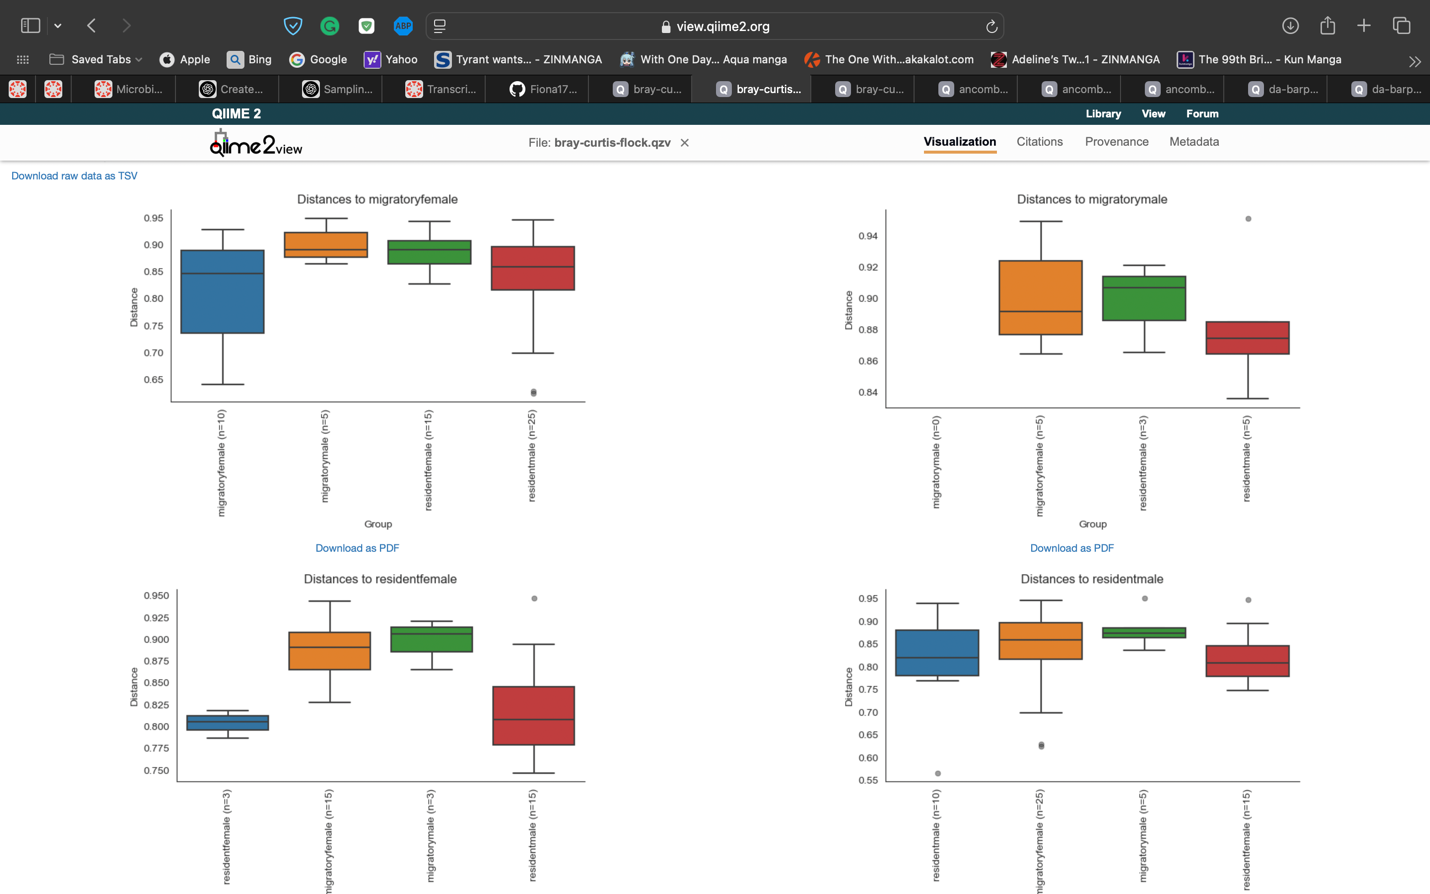 view.qiime2.org
Saved Tabs
Apple
Bing
Google
Yahoo
Tyrant wants... - ZINMANGA
With One Day... Aqua manga
The One With...akakalot.com
Adeline's Tw...1 - ZINMANGA
The 99th Bri... - Kun Manga
Microbi...
Create...
Samplin...
Transcri...
Fiona17...
bray-cu...
bray-curtis...
bray-cu...
ancomb...
ancomb...
ancomb...
da-barp...
da-barp...
QIIME 2
Library
View
Forum
qiime2view
File: bray-curtis-flock.qzv
Visualization
Citations
Provenance
Metadata
Download raw data as TSV
Distances to migratoryfemale
Distance
0.95
0.90
0.85
0.80
0.75
0.70
0.65
migratoryfemale (n=10)
migratorymale (n=5)
residentfemale (n=15)
residentmale (n=25)
Group
Download as PDF
Distances to migratorymale
Distance
0.94
0.92
0.90
0.88
0.86
0.84
migratorymale (n=0)
migratoryfemale (n=5)
residentfemale (n=3)
residentmale (n=5)
Group
Download as PDF
Distances to residentfemale
Distance
0.950
0.925
0.900
0.875
0.850
0.825
0.800
0.775
0.750
residentfemale (n=3)
migratoryfemale (n=15)
migratorymale (n=3)
residentmale (n=15)
Distances to residentmale
Distance
0.95
0.90
0.85
0.80
0.75
0.70
0.65
0.60
0.55
residentmale (n=10)
migratoryfemale (n=25)
migratorymale (n=5)
residentfemale (n=15)